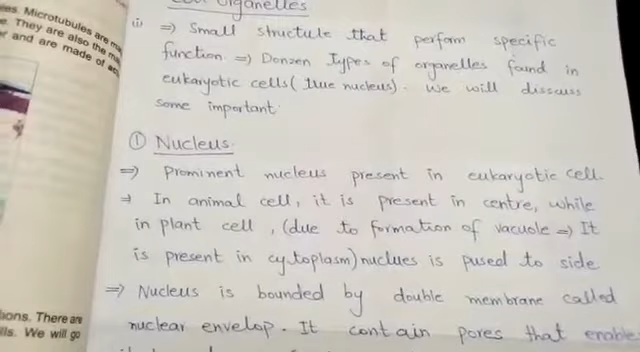 es. Microtubules are
e. They are also the
r and are made of
Cell Organelles
ii) ⇒ Small structule that perform specific
function. ⇒ Donzen Types of organelles found in
eukaryotic cells (true nucleus). We will disscuss
some important.
① Nucleus.
⇒ Prominent nucleus present in eukaryotic cell.
→ In animal cell, it is present in centre, while
in plant cell, (due to formation of vacuole ⇒ It
is present in cytoplasm) nuclues is pused to side
⇒ Nucleus is bounded by double membrane called
nuclear envelop. It contain pores that enable
ions. There are
lls. We will go